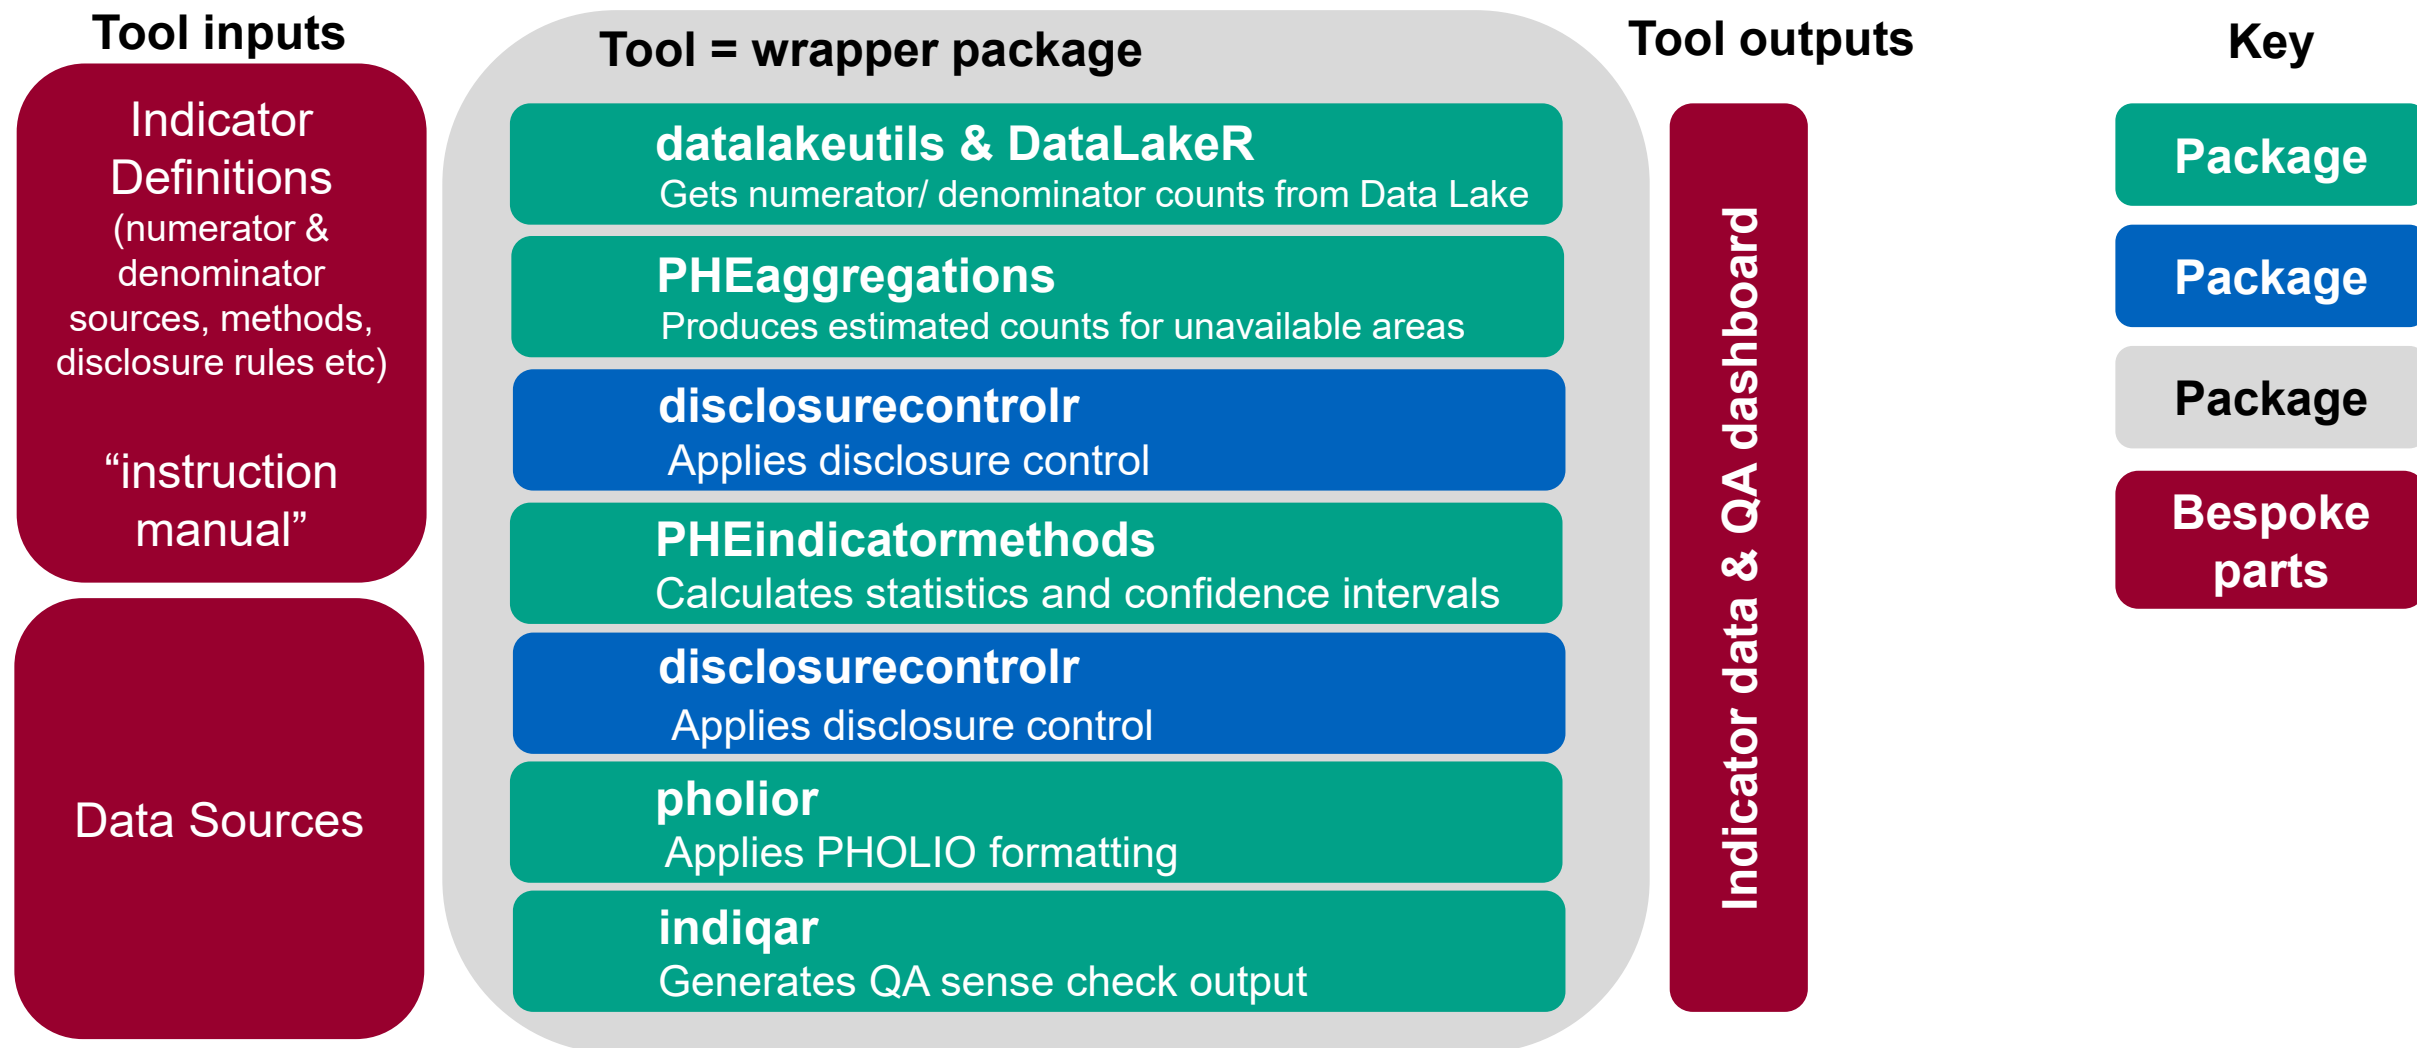 Tool inputs
Indicator
Definitions
(numerator &
denominator
sources, methods,
disclosure rules etc)
“instruction
manual”
Data Sources
Tool = wrapper package
datalakeutils & DataLakeR
Gets numerator/ denominator counts from Data Lake
PHEaggregations
Produces estimated counts for unavailable areas
disclosurecontrolr
Applies disclosure control
PHEindicatormethods
Calculates statistics and confidence intervals
disclosurecontrolr
Applies disclosure control
pholior
Applies PHOLIO formatting
indiqar
Generates QA sense check output
Tool outputs
Indicator data & QA dashboard
Key
Package
Package
Package
Bespoke
parts